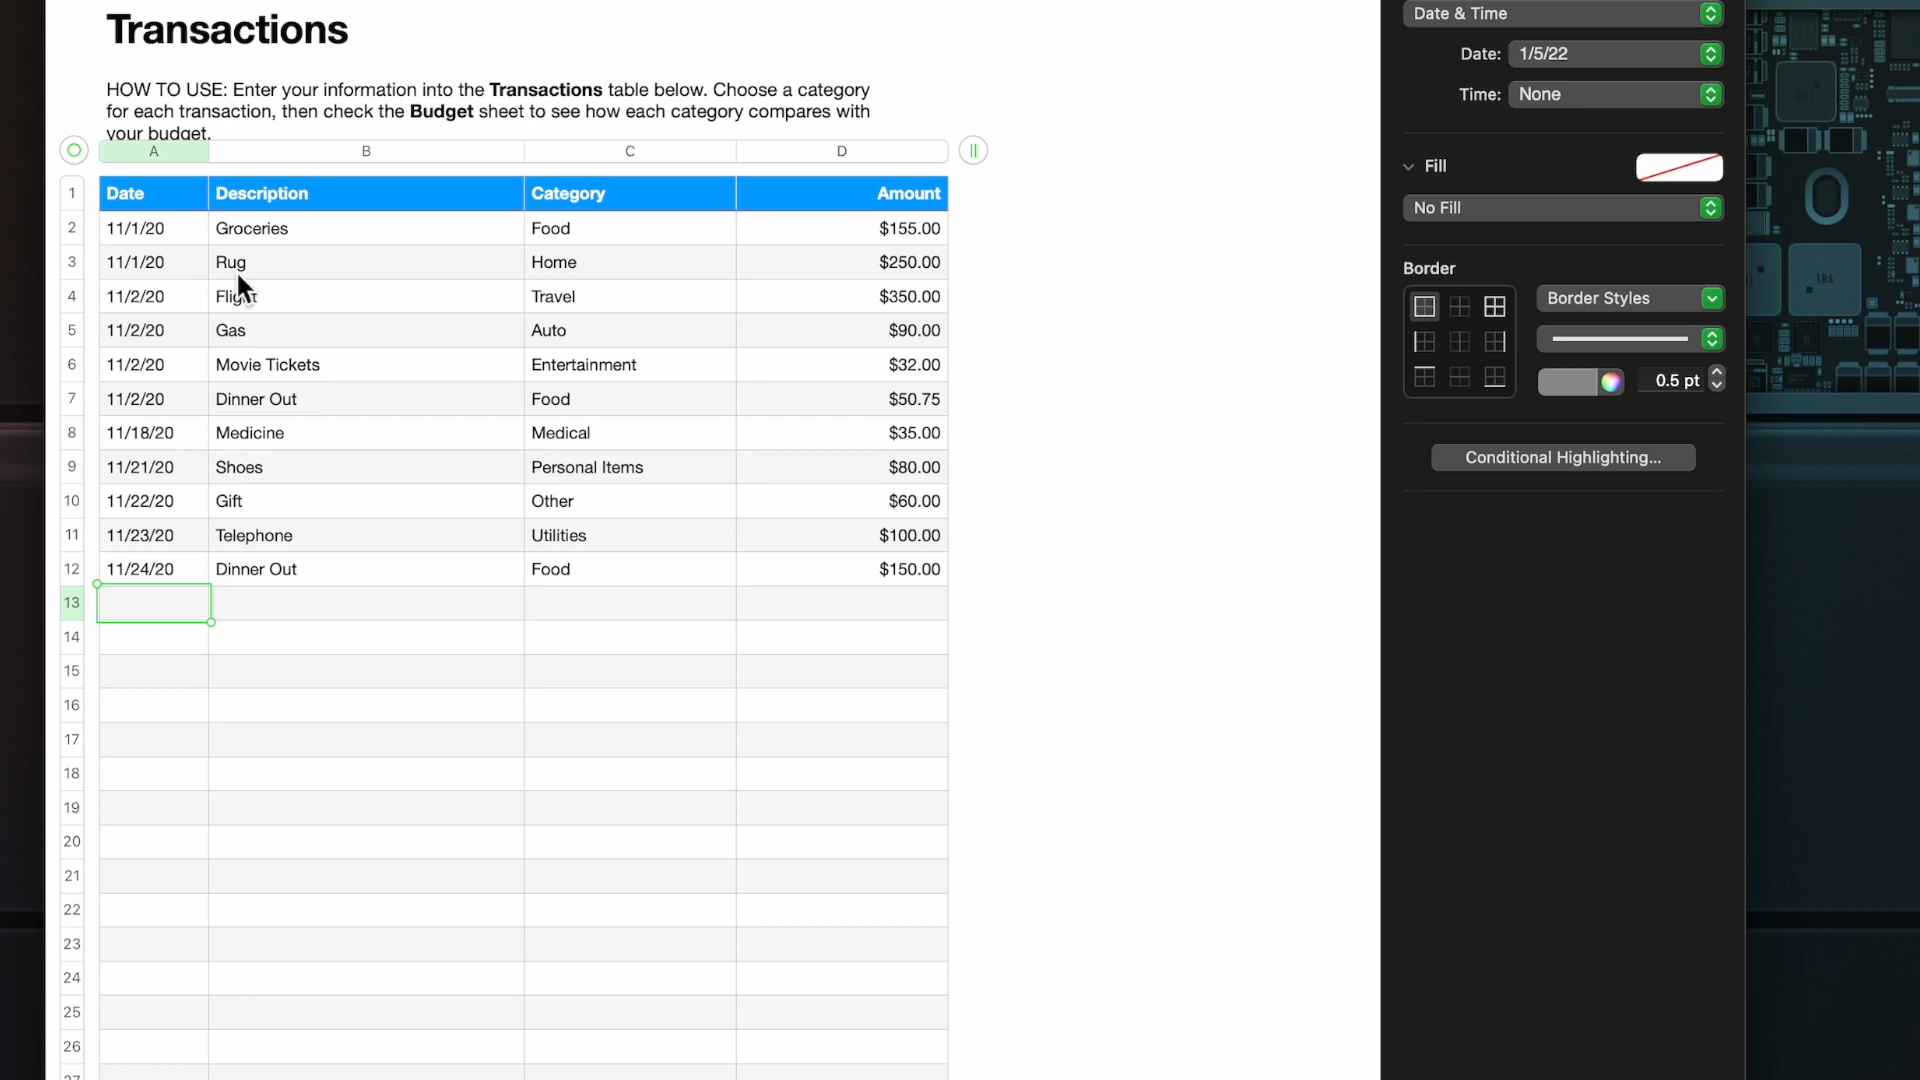 Transactions
HOW TO USE: Enter your information into the Transactions table below. Choose a category
for each transaction, then check the Budget sheet to see how each category compares with
your budget.
A B C D
1 Date Description Category Amount
2 11/1/20 Groceries Food $155.00
3 11/1/20 Rug Home $250.00
4 11/2/20 Flight Travel $350.00
5 11/2/20 Gas Auto $90.00
6 11/2/20 Movie Tickets Entertainment $32.00
7 11/2/20 Dinner Out Food $50.75
8 11/18/20 Medicine Medical $35.00
9 11/21/20 Shoes Personal Items $80.00
10 11/22/20 Gift Other $60.00
11 11/23/20 Telephone Utilities $100.00
12 11/24/20 Dinner Out Food $150.00
13
14
15
16
17
18
19
20
21
22
23
24
25
26
27
Date & Time
Date: 1/5/22
Time: None
Fill
No Fill
Border
Border Styles
0.5 pt
Conditional Highlighting...
1R4